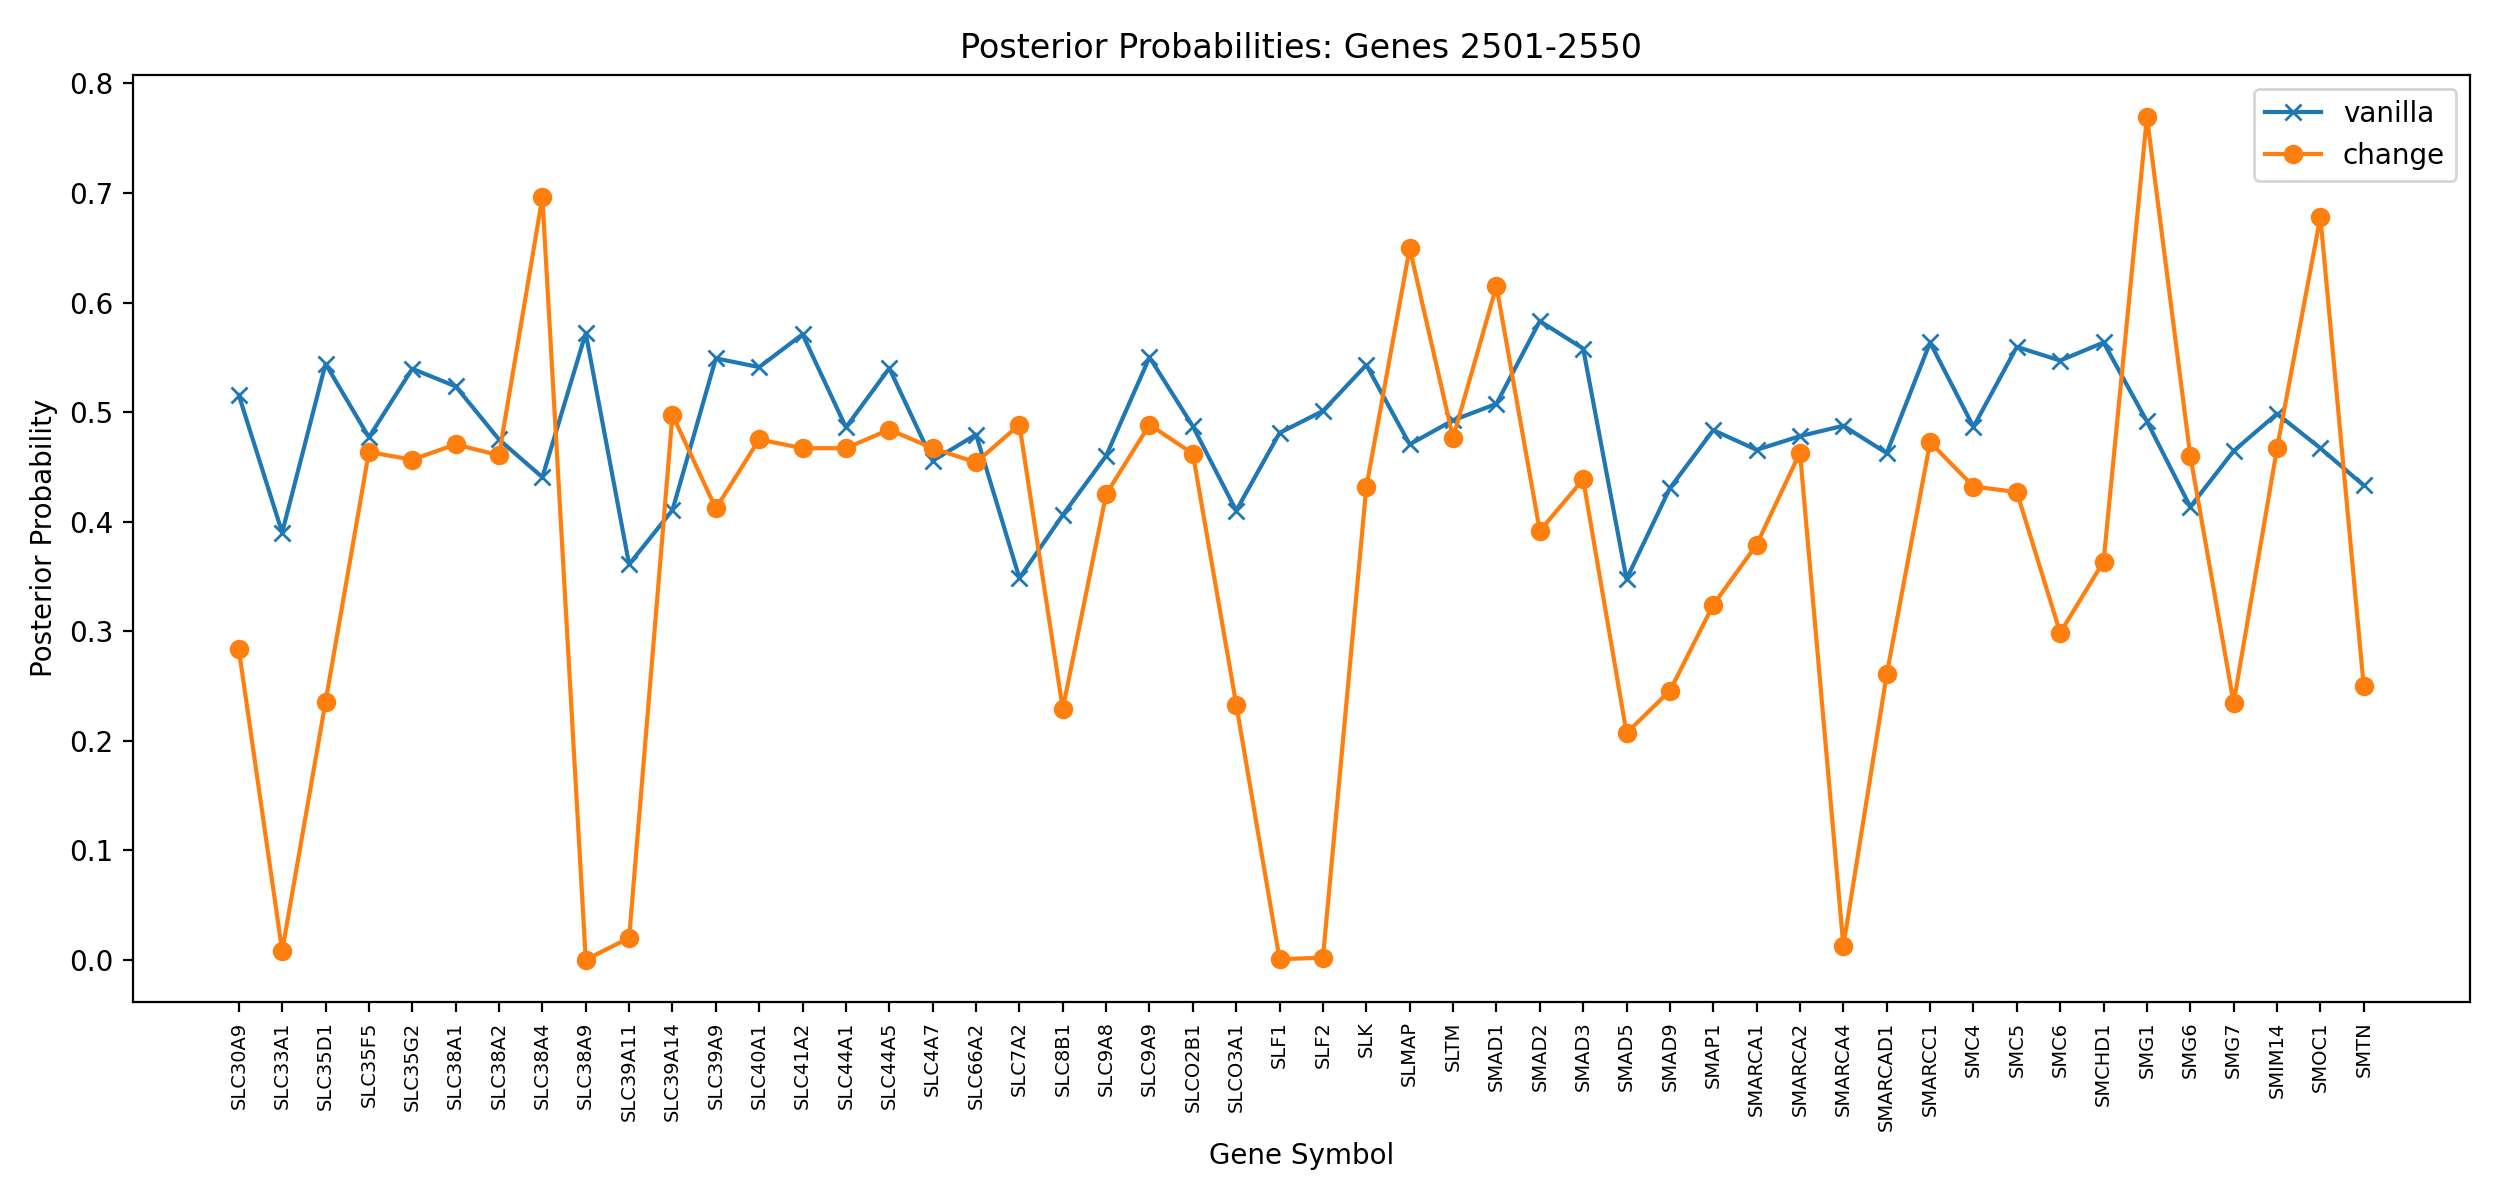 Posterior Probabilities: Genes 2501-2550
0.8
0.7
0.6
0.5
0.4
0.3
0.2
0.1
0.0
Posterior Probability
vanilla
change
SLC30A9
SLC33A1
SLC35D1
SLC35F5
SLC35G2
SLC38A1
SLC38A2
SLC38A4
SLC38A9
SLC39A11
SLC39A14
SLC39A9
SLC40A1
SLC41A2
SLC44A1
SLC44A5
SLC4A7
SLC66A2
SLC7A2
SLC8B1
SLC9A8
SLC9A9
SLCO2B1
SLCO3A1
SLF1
SLF2
SLK
SLMAP
SLTM
SMAD1
SMAD2
SMAD3
SMAD5
SMAD9
SMAP1
SMARCA1
SMARCA2
SMARCA4
SMARCAD1
SMARCC1
SMC4
SMC5
SMC6
SMCHD1
SMG1
SMG6
SMG7
SMIM14
SMOC1
SMTN
Gene Symbol